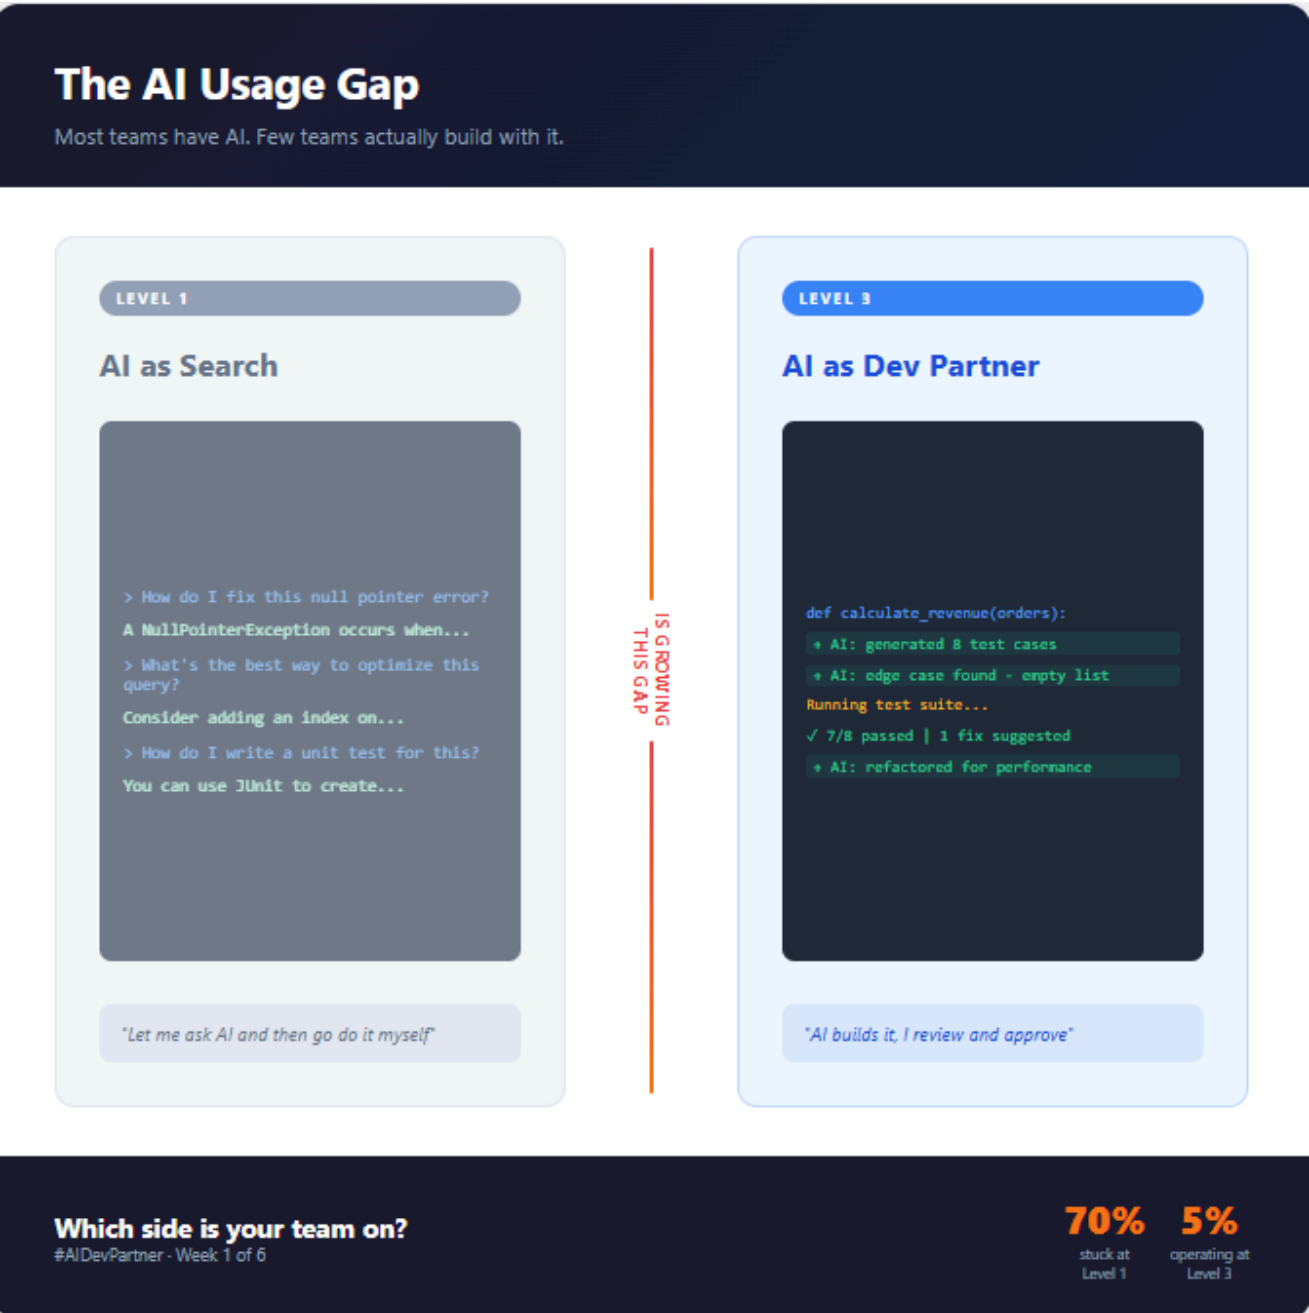 The AI Usage Gap
Most teams have AI. Few teams actually build with it.
LEVEL 1
AI as Search
> How do I fix this null pointer error?
A NullPointerException occurs when...
> What's the best way to optimize this
query?
Consider adding an index on...
> How do I write a unit test for this?
You can use JUnit to create...
"Let me ask AI and then go do it myself"
IS GROWING
THIS GAP
LEVEL 3
AI as Dev Partner
def calculate_revenue(orders):
+ AI: generated 8 test cases
+ AI: edge case found - empty list
Running test suite...
✓ 7/8 passed | 1 fix suggested
+ AI: refactored for performance
"AI builds it, I review and approve"
Which side is your team on?
#AIDevPartner · Week 1 of 6
70%
stuck at
Level 1
5%
operating at
Level 3